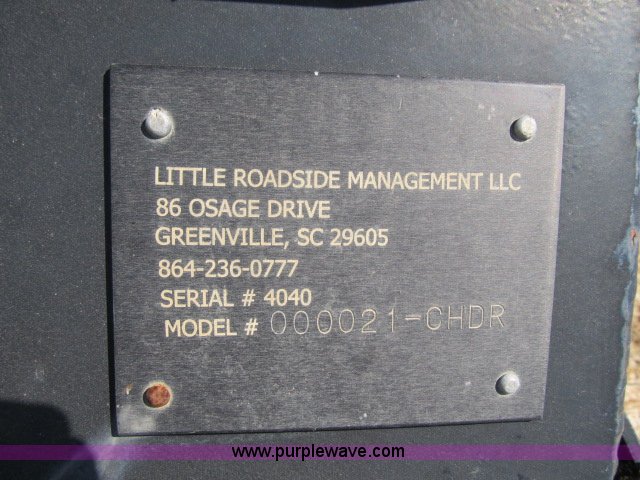 LITTLE ROADSIDE MANAGEMENT LLC
86 OSAGE DRIVE
GREENVILLE, SC 29605
864-236-0777
SERIAL # 4040
MODEL # 000021-CHDR
www.purplewave.com